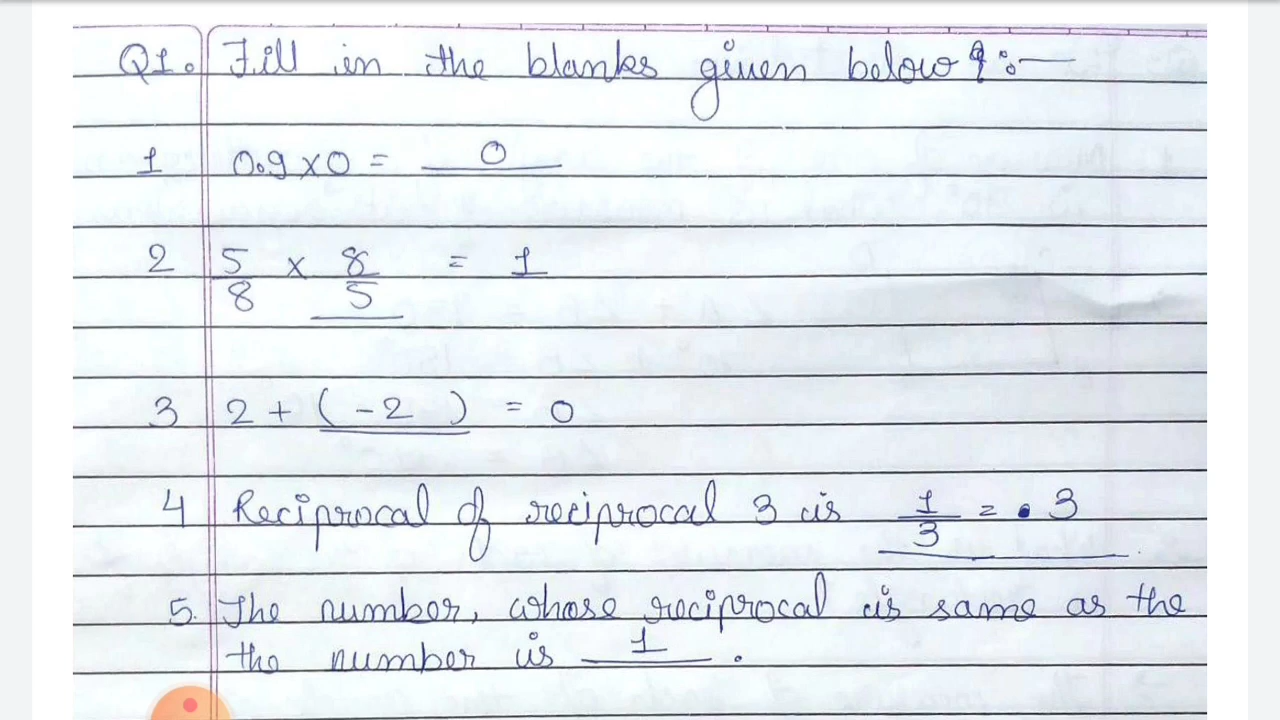 Q1. Fill in the blanks given below :-
1 0.9 × 0 = 0
2 5/8 × 8/5 = 1
3 2 + (-2) = 0
4 Reciprocal of reciprocal 3 is 1/3 = 3
5. The number, whose reciprocal is same as the
the number is 1.